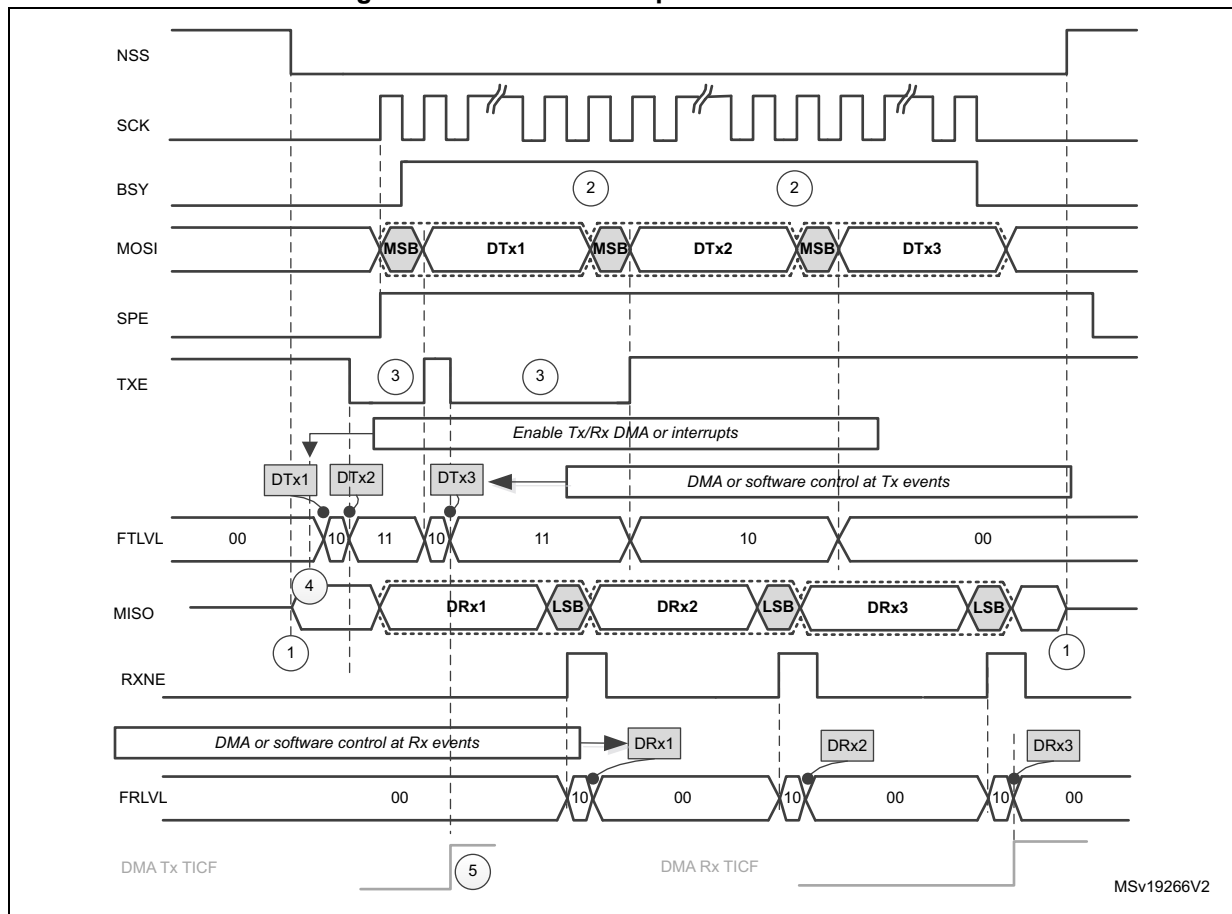 NSS
SCK
BSY
2 2
MOSI
MSB DTx1 MSB DTx2 MSB DTx3
SPE
TXE
3 3
Enable Tx/Rx DMA or interrupts
DTx1 DTx2 DTx3 DMA or software control at Tx events
FTLVL 00 10 11 10 11 10 00
4
MISO DRx1 LSB DRx2 LSB DRx3 LSB
1 1
RXNE
DMA or software control at Rx events DRx1 DRx2 DRx3
FRLVL 00 10 00 10 00 10 00
DMA Tx TICF 5 DMA Rx TICF
MSv19266V2